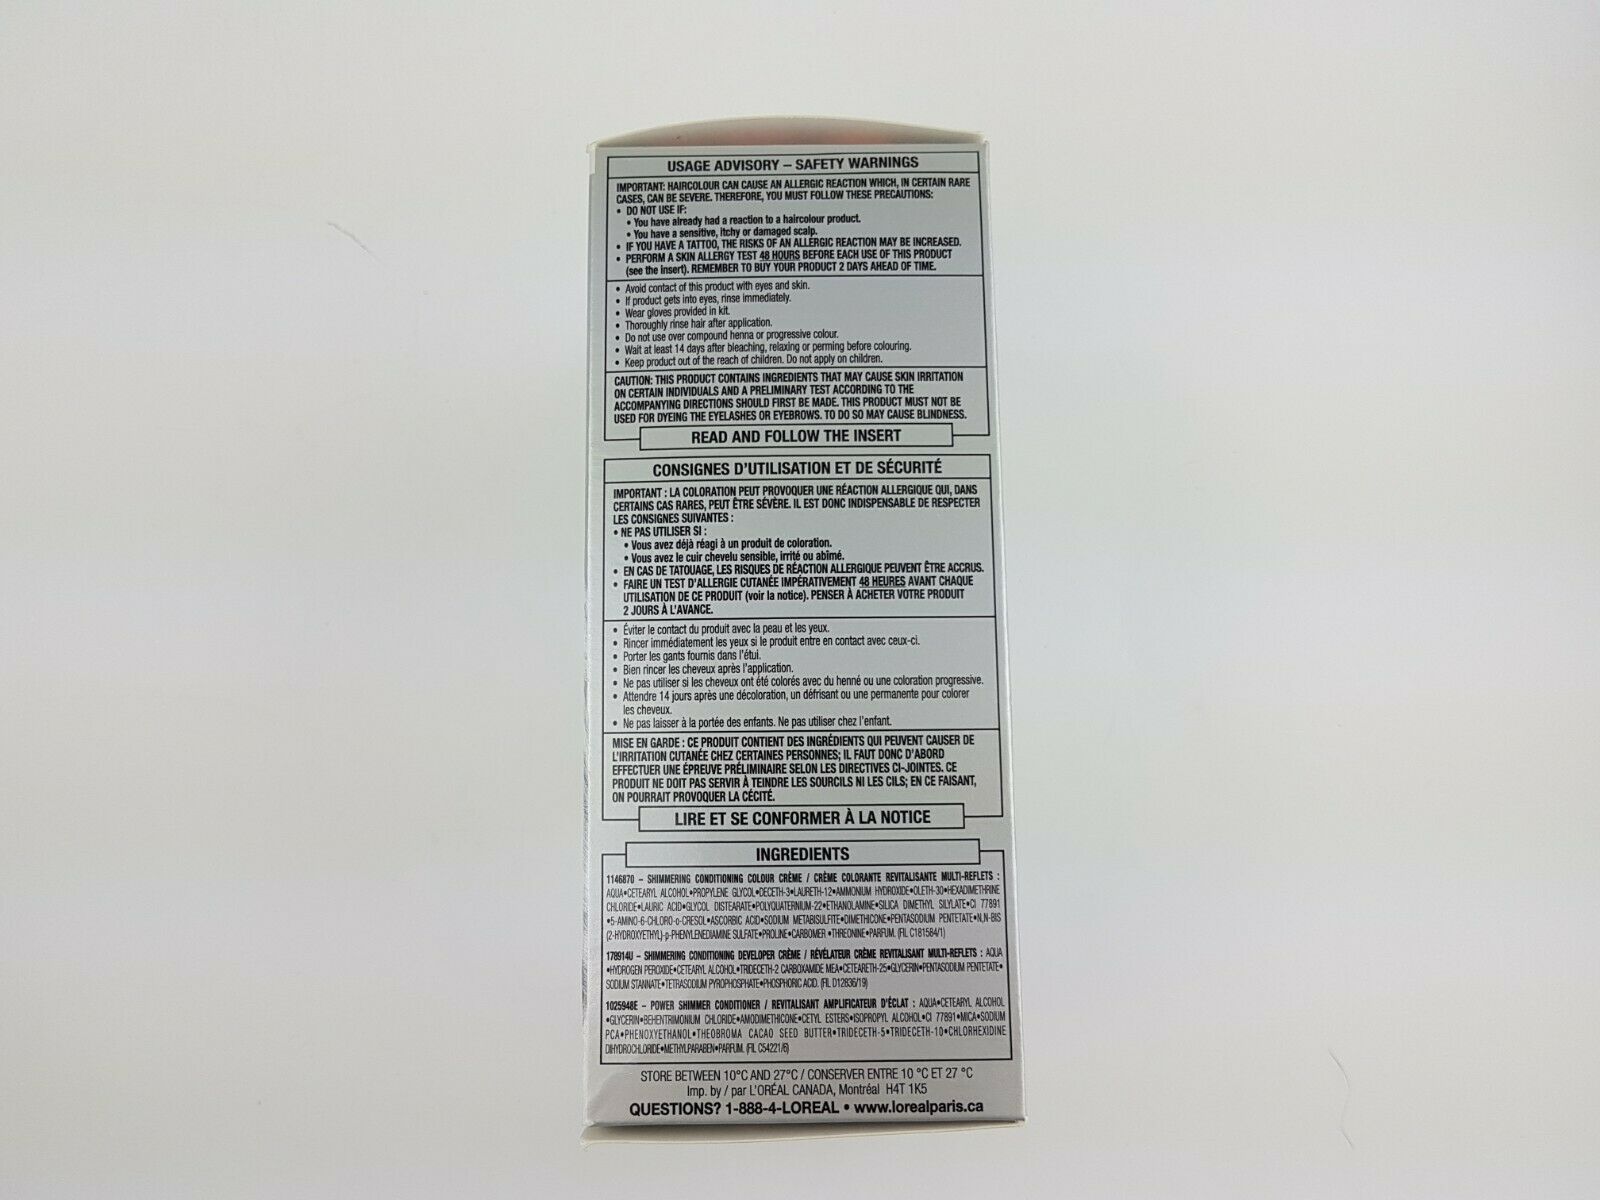 USAGE ADVISORY – SAFETY WARNINGS
IMPORTANT: HAIRCOLOUR CAN CAUSE AN ALLERGIC REACTION WHICH, IN CERTAIN RARE
CASES, CAN BE SEVERE. THEREFORE, YOU MUST FOLLOW THESE PRECAUTIONS:
• DO NOT USE IF:
• You have already had a reaction to a haircolour product.
• You have a sensitive, itchy or damaged scalp.
• IF YOU HAVE A TATTOO, THE RISKS OF AN ALLERGIC REACTION MAY BE INCREASED.
• PERFORM A SKIN ALLERGY TEST 48 HOURS BEFORE EACH USE OF THIS PRODUCT
(see the insert). REMEMBER TO BUY YOUR PRODUCT 2 DAYS AHEAD OF TIME.
• Avoid contact of this product with eyes and skin.
• If product gets into eyes, rinse immediately.
• Wear gloves provided in kit.
• Thoroughly rinse hair after application.
• Do not use over compound henna or progressive colour.
• Wait at least 14 days after bleaching, relaxing or perming before colouring.
• Keep product out of the reach of children. Do not apply on children.
CAUTION: THIS PRODUCT CONTAINS INGREDIENTS THAT MAY CAUSE SKIN IRRITATION
ON CERTAIN INDIVIDUALS AND A PRELIMINARY TEST ACCORDING TO THE
ACCOMPANYING DIRECTIONS SHOULD FIRST BE MADE. THIS PRODUCT MUST NOT BE
USED FOR DYEING THE EYELASHES OR EYEBROWS. TO DO SO MAY CAUSE BLINDNESS.
READ AND FOLLOW THE INSERT
CONSIGNES D'UTILISATION ET DE SÉCURITÉ
IMPORTANT : LA COLORATION PEUT PROVOQUER UNE RÉACTION ALLERGIQUE QUI, DANS
CERTAINS CAS RARES, PEUT ÊTRE SÉVÈRE. IL EST DONC INDISPENSABLE DE RESPECTER
LES CONSIGNES SUIVANTES :
• NE PAS UTILISER SI :
• Vous avez déjà réagi à un produit de coloration.
• Vous avez le cuir chevelu sensible, irrité ou abîmé.
• EN CAS DE TATOUAGE, LES RISQUES DE RÉACTION ALLERGIQUE PEUVENT ÊTRE ACCRUS.
• FAIRE UN TEST D'ALLERGIE CUTANÉE IMPÉRATIVEMENT 48 HEURES AVANT CHAQUE
UTILISATION DE CE PRODUIT (voir la notice). PENSER À ACHETER VOTRE PRODUIT
2 JOURS À L'AVANCE.
• Éviter le contact du produit avec la peau et les yeux.
• Rincer immédiatement les yeux si le produit entre en contact avec ceux-ci.
• Porter les gants fournis dans l'étui.
• Bien rincer les cheveux après l'application.
• Ne pas utiliser si les cheveux ont été colorés avec du henné ou une coloration progressive.
• Attendre 14 jours après une décoloration, un défrisant ou une permanente pour colorer
les cheveux.
• Ne pas laisser à la portée des enfants. Ne pas utiliser chez l'enfant.
MISE EN GARDE : CE PRODUIT CONTIENT DES INGRÉDIENTS QUI PEUVENT CAUSER DE
L'IRRITATION CUTANÉE CHEZ CERTAINES PERSONNES; IL FAUT DONC D'ABORD
EFFECTUER UNE ÉPREUVE PRÉLIMINAIRE SELON LES DIRECTIVES CI-JOINTES. CE
PRODUIT NE DOIT PAS SERVIR À TEINDRE LES SOURCILS NI LES CILS; EN CE FAISANT,
ON POURRAIT PROVOQUER LA CÉCITÉ.
LIRE ET SE CONFORMER À LA NOTICE
INGREDIENTS
1146870 – SHIMMERING CONDITIONING COLOUR CRÈME / CRÈME COLORANTE REVITALISANTE MULTI-REFLETS :
AQUA•CETEARYL ALCOHOL•PROPYLENE GLYCOL•DECETH-3•LAURETH-12•AMMONIUM HYDROXIDE•OLETH-30•HEXADIMETHRINE
CHLORIDE•LAURIC ACID•GLYCOL DISTEARATE•POLYQUATERNIUM-22•ETHANOLAMINE•SILICA DIMETHYL SILYLATE•CI 77891
•5-AMINO-6-CHLORO-o-CRESOL•ASCORBIC ACID•SODIUM METABISULFITE•DIMETHICONE•PENTASODIUM PENTETATE•N,N-BIS
(2-HYDROXYETHYL)-p-PHENYLENEDIAMINE SULFATE•PROLINE•CARBOMER •THREONINE•PARFUM. (FIL C181584/1)
178914U – SHIMMERING CONDITIONING DEVELOPER CRÈME / RÉVÉLATEUR CRÈME REVITALISANT MULTI-REFLETS : AQUA
•HYDROGEN PEROXIDE•CETEARYL ALCOHOL•TRIDECETH-2 CARBOXAMIDE MEA•CETEARETH-25•GLYCERIN•PENTASODIUM PENTETATE•
SODIUM STANNATE•TETRASODIUM PYROPHOSPHATE•PHOSPHORIC ACID. (FIL D12836/19)
1025948E – POWER SHIMMER CONDITIONER / REVITALISANT AMPLIFICATEUR D'ÉCLAT : AQUA•CETEARYL ALCOHOL
•GLYCERIN•BEHENTRIMONIUM CHLORIDE•AMODIMETHICONE•CETYL ESTERS•ISOPROPYL ALCOHOL•CI 77891•MICA•SODIUM
PCA•PHENOXYETHANOL•THEOBROMA CACAO SEED BUTTER•TRIDECETH-5•TRIDECETH-10•CHLORHEXIDINE
DIHYDROCHLORIDE•METHYLPARABEN•PARFUM. (FIL C54221/6)
STORE BETWEEN 10°C AND 27°C / CONSERVER ENTRE 10 °C ET 27 °C
Imp. by / par L'ORÉAL CANADA, Montréal H4T 1K5
QUESTIONS? 1-888-4-LOREAL • www.lorealparis.ca